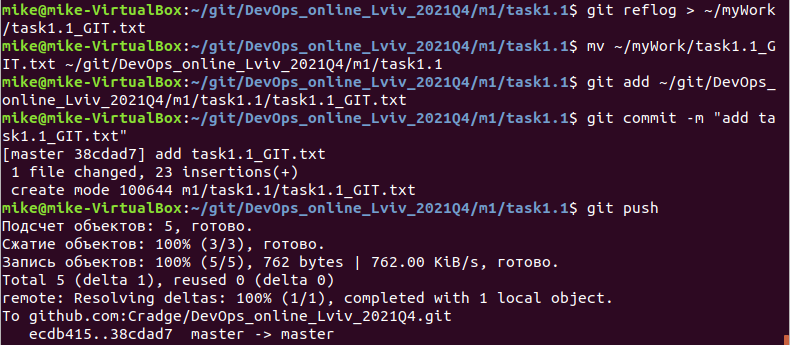 mike@mike-VirtualBox:~/git/DevOps_online_Lviv_2021Q4/m1/task1.1$ git reflog > ~/myWork
/task1.1_GIT.txt
mike@mike-VirtualBox:~/git/DevOps_online_Lviv_2021Q4/m1/task1.1$ mv ~/myWork/task1.1_G
IT.txt ~/git/DevOps_online_Lviv_2021Q4/m1/task1.1
mike@mike-VirtualBox:~/git/DevOps_online_Lviv_2021Q4/m1/task1.1$ git add ~/git/DevOps_
online_Lviv_2021Q4/m1/task1.1/task1.1_GIT.txt
mike@mike-VirtualBox:~/git/DevOps_online_Lviv_2021Q4/m1/task1.1$ git commit -m "add ta
sk1.1_GIT.txt"
[master 38cdad7] add task1.1_GIT.txt
 1 file changed, 23 insertions(+)
 create mode 100644 m1/task1.1/task1.1_GIT.txt
mike@mike-VirtualBox:~/git/DevOps_online_Lviv_2021Q4/m1/task1.1$ git push
Подсчет объектов: 5, готово.
Сжатие объектов: 100% (3/3), готово.
Запись объектов: 100% (5/5), 762 bytes | 762.00 KiB/s, готово.
Total 5 (delta 1), reused 0 (delta 0)
remote: Resolving deltas: 100% (1/1), completed with 1 local object.
To github.com:Cradge/DevOps_online_Lviv_2021Q4.git
   ecdb415..38cdad7  master -> master